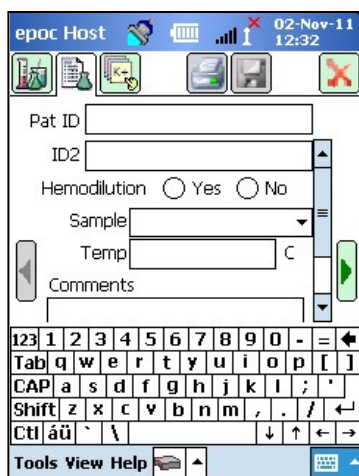 epoc Host 02-Nov-11
12:32
K+
Pat ID
ID2
Hemodilution Yes No
Sample
Temp C
Comments
123 1 2 3 4 5 6 7 8 9 0 - =
Tab q w e r t y u i o p [ ]
CAP a s d f g h j k l ; '
Shift z x c v b n m , . /
Ctl áü ` \
Tools View Help